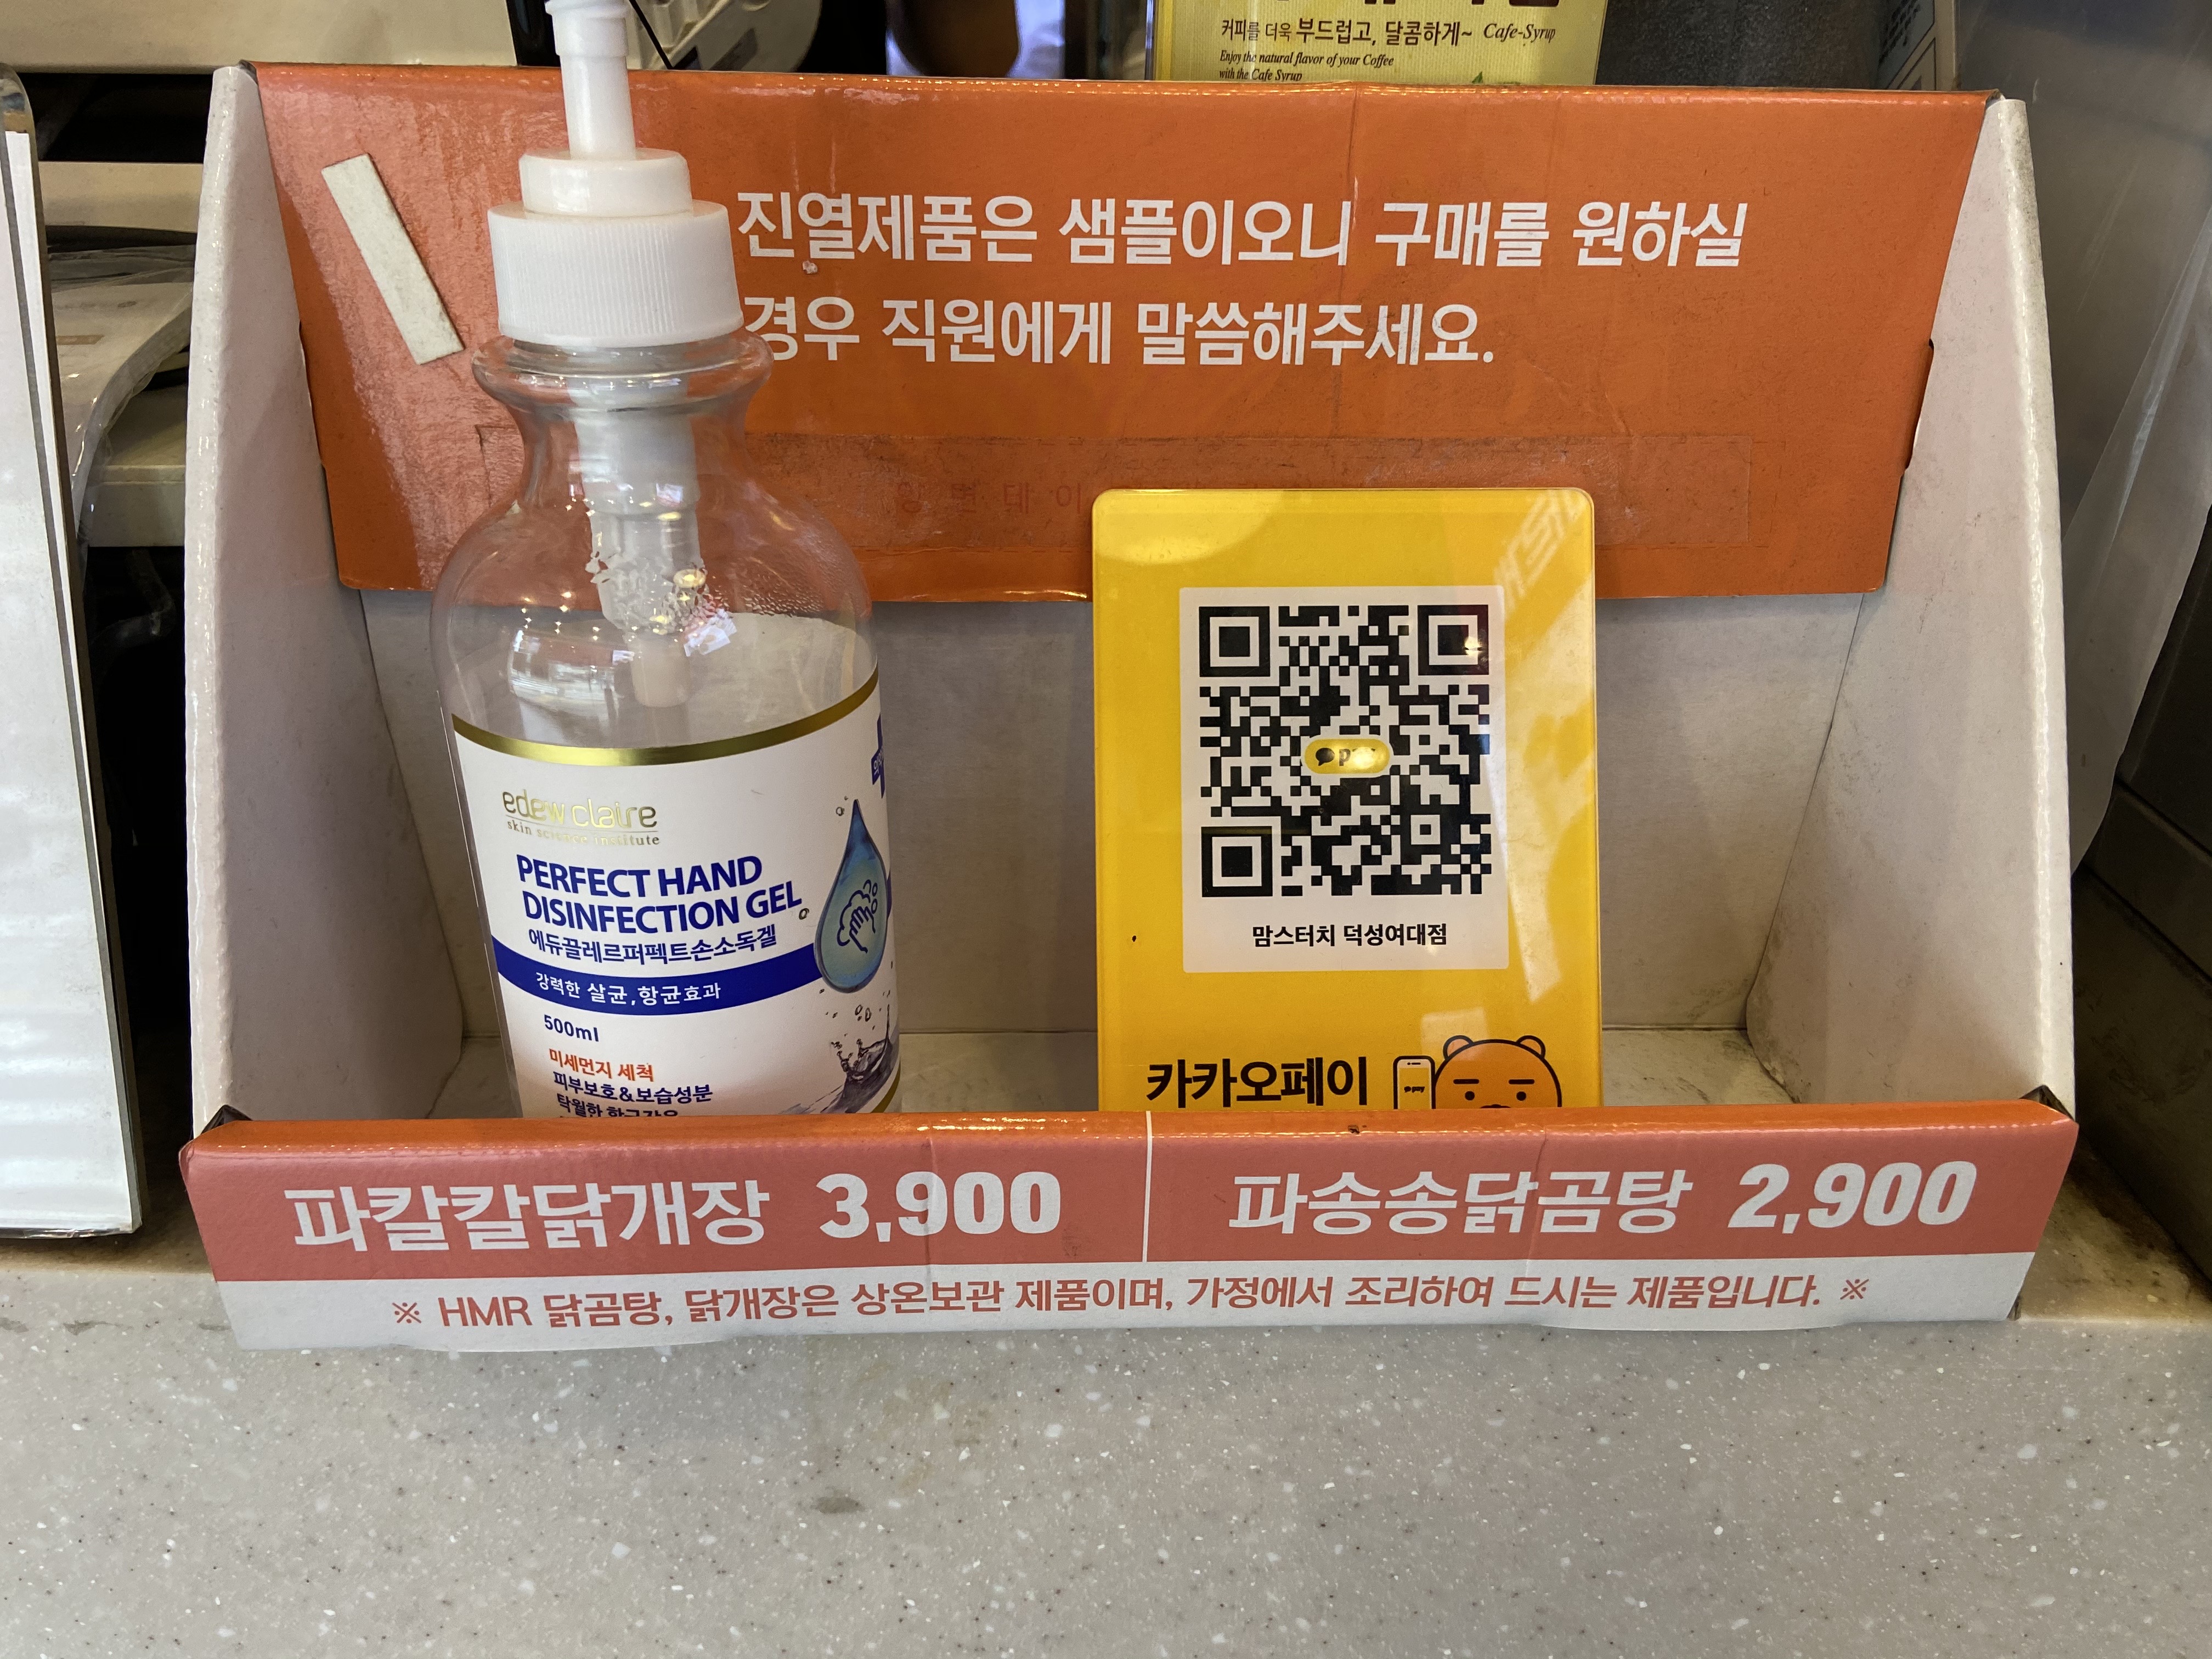 커피를 더욱 부드럽고, 달콤하게~ Cafe-Syrup
Enjoy the natural flavor of your Coffee
with the Cafe Syrup
진열제품은 샘플이오니 구매를 원하실
경우 직원에게 말씀해주세요.
edew claire
skin science institute
PERFECT HAND
DISINFECTION GEL
에듀끌레르퍼펙트손소독겔
강력한 살균,항균효과
500ml
미세먼지 세척
피부보호&보습성분
탁월한
pay
맘스터치 덕성여대점
카카오페이
파칼칼닭개장 3,900
파송송닭곰탕 2,900
※ HMR 닭곰탕, 닭개장은 상온보관 제품이며, 가정에서 조리하여 드시는 제품입니다. ※